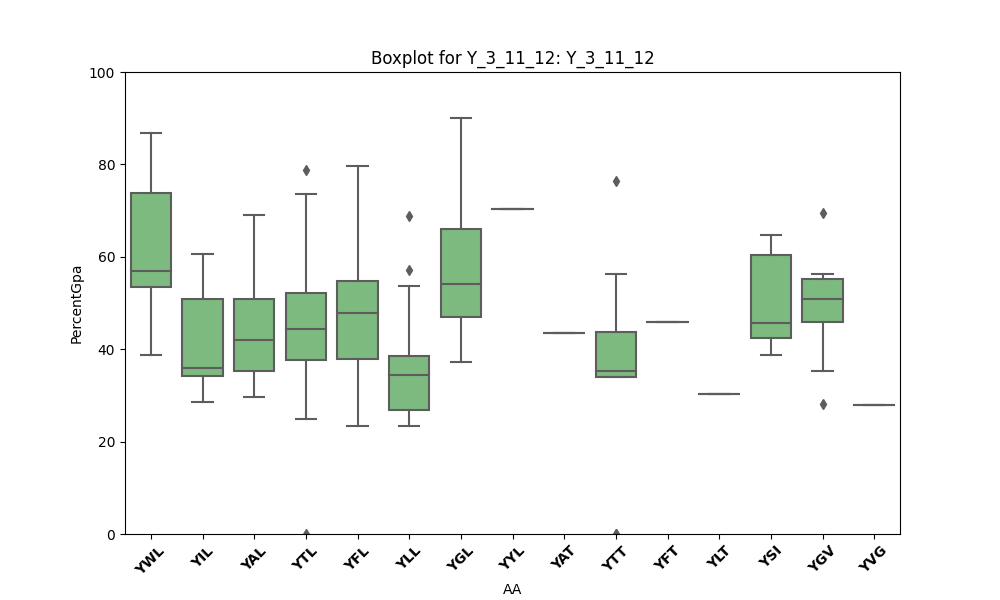 Boxplot for Y_3_11_12: Y_3_11_12
100
80
60
40
20
0
PercentGpa
YWL YIL YAL YTL YFL YLL YGL YYL YAT YTT YFT YLT YSI YGV YVG
AA